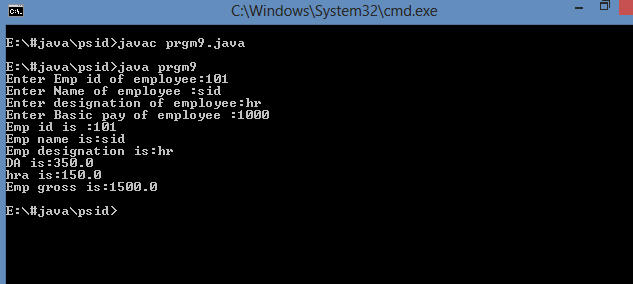 C:\Windows\System32\cmd.exe
E:\#java\psid>javac prgm9.java
E:\#java\psid>java prgm9
Enter Emp id of employee:101
Enter Name of employee :sid
Enter designation of employee:hr
Enter Basic pay of employee :1000
Emp id is :101
Emp name is:sid
Emp designation is:hr
DA is:350.0
hra is:150.0
Emp gross is:1500.0
E:\#java\psid>